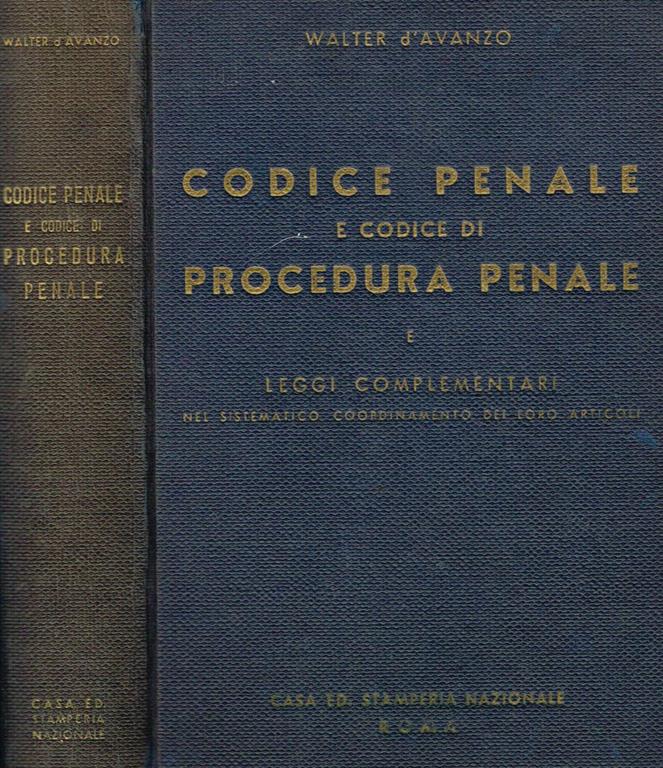 WALTER d'AVANZO
CODICE PENALE
E CODICE DI
PROCEDURA
PENALE
CASA ED.
STAMPERIA
NAZIONALE
WALTER d'AVANZO
CODICE PENALE
E CODICE DI
PROCEDURA PENALE
E
LEGGI COMPLEMENTARI
NEL SISTEMATICO COORDINAMENTO DEI LORO ARTICOLI
CASA ED. STAMPERIA NAZIONALE
ROMA